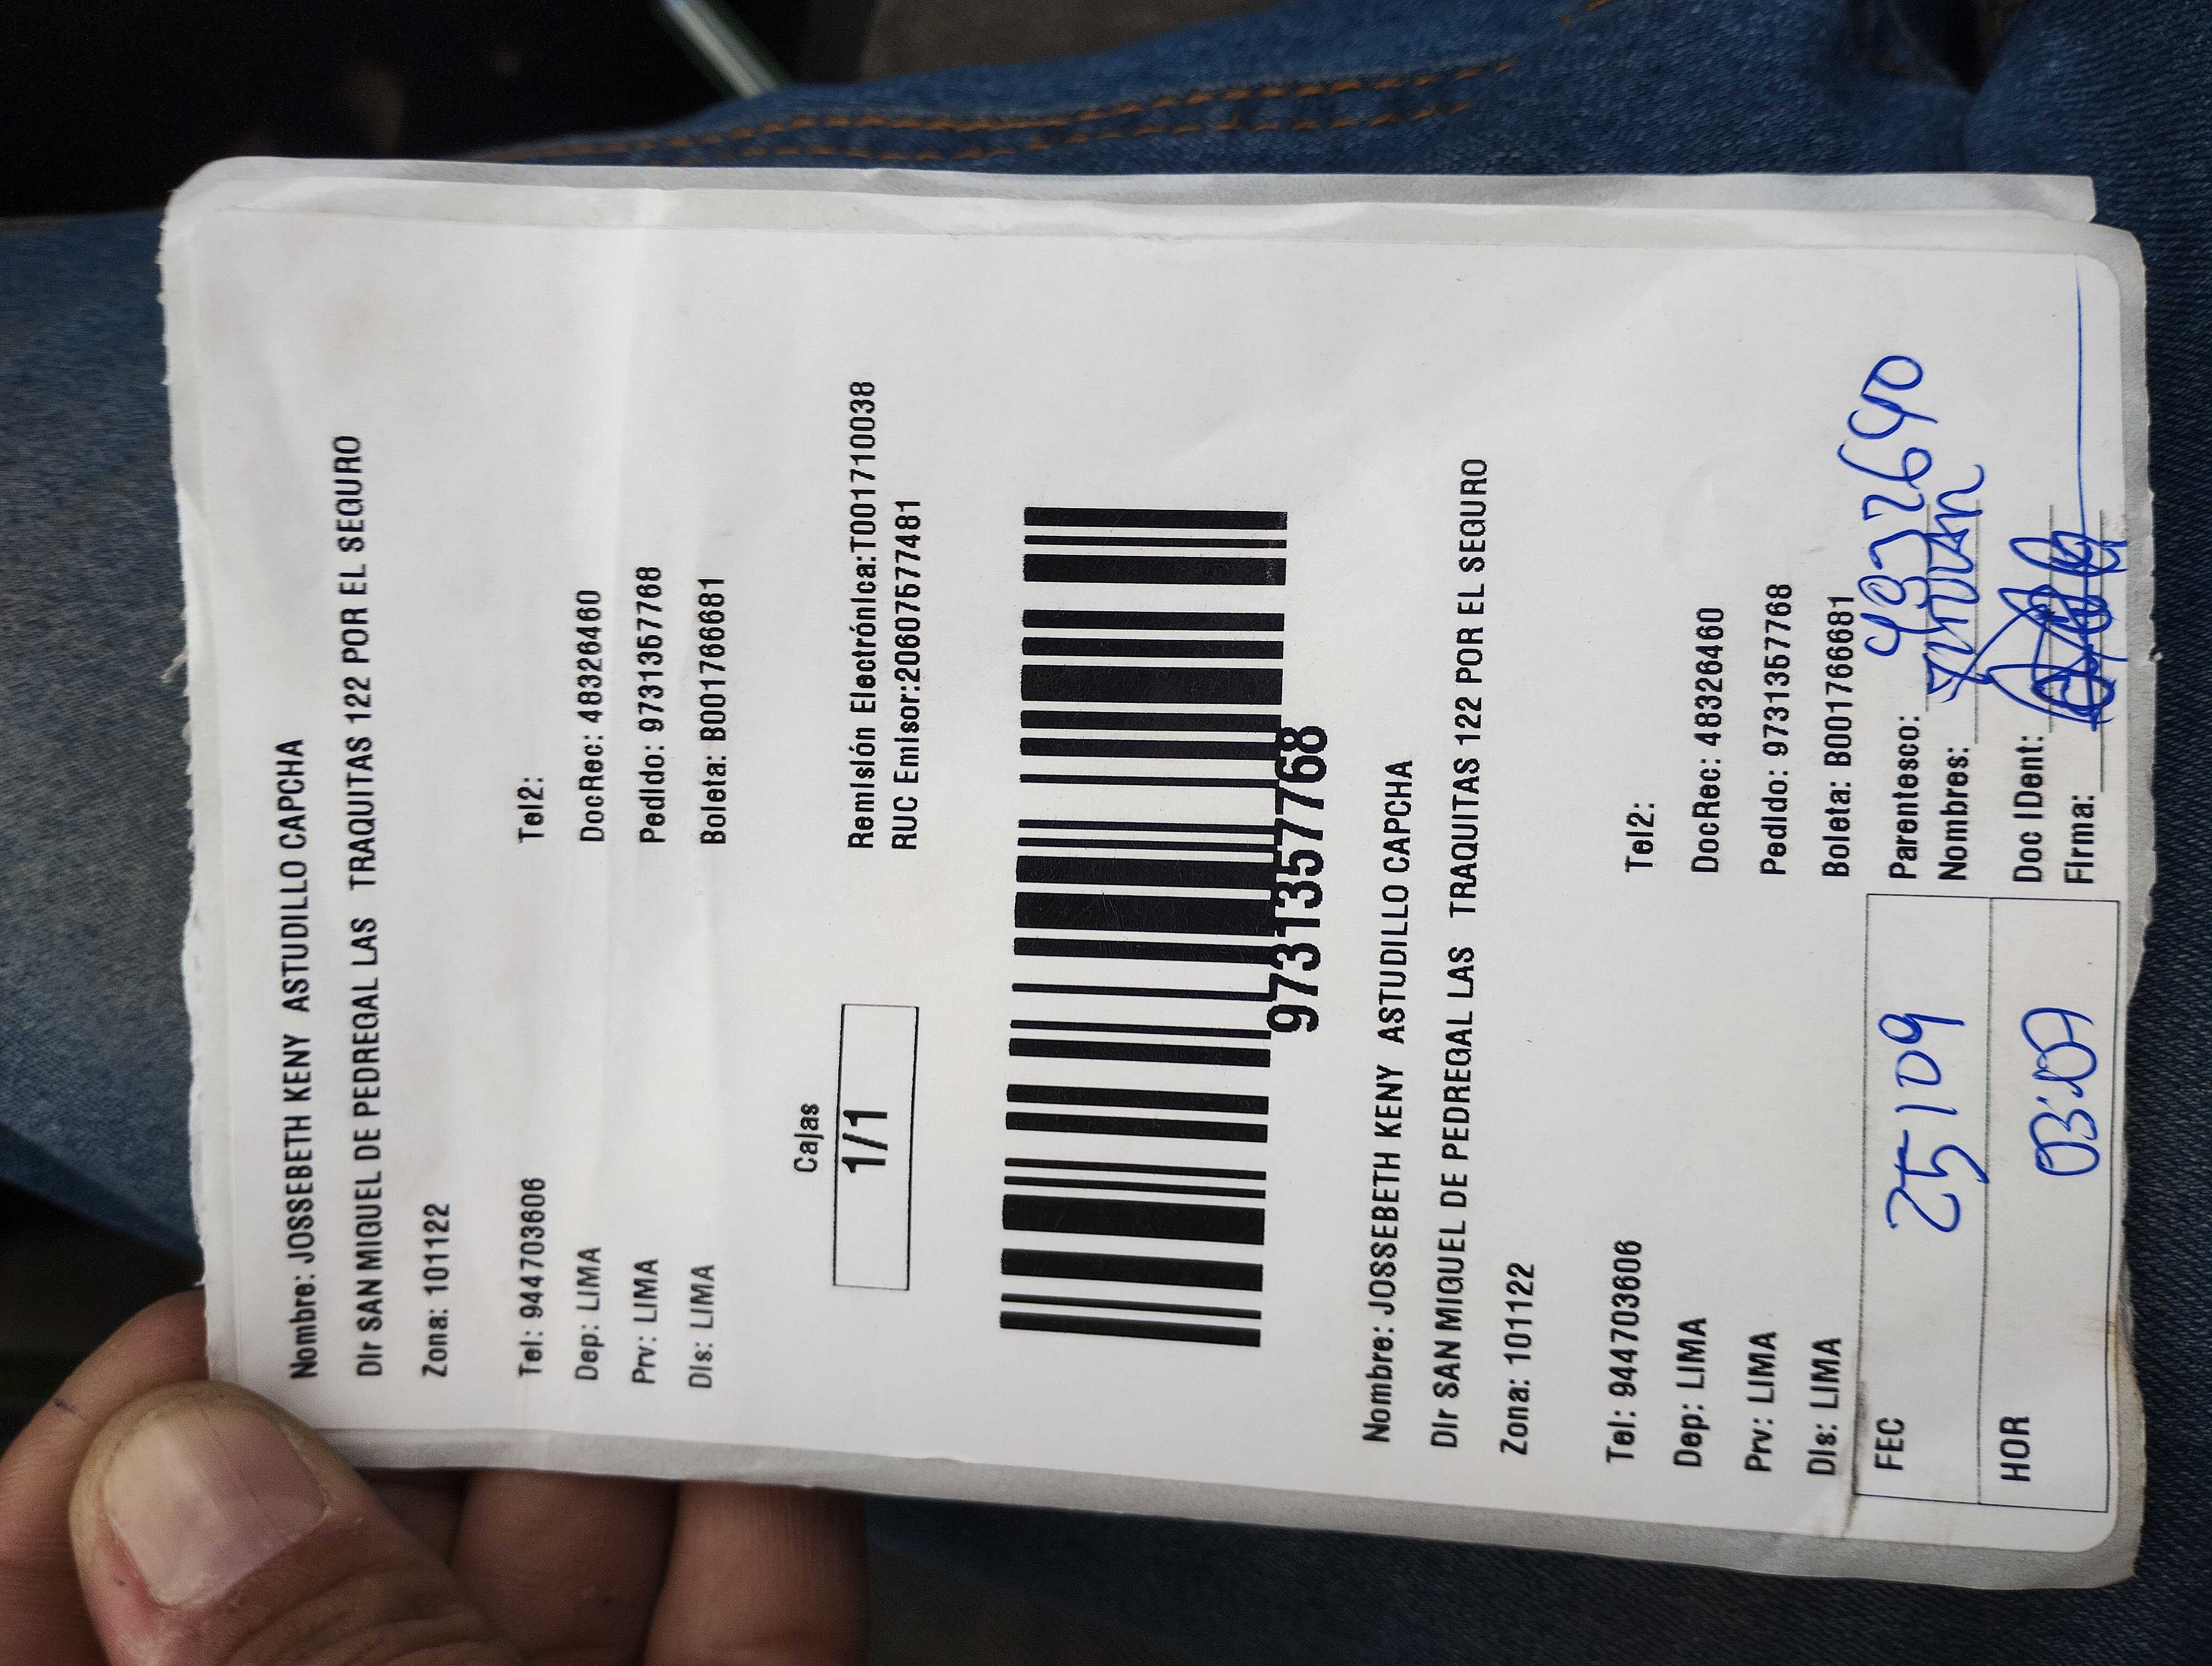 Nombre: JOSSEBETH KENY ASTUDILLO CAPCHA
Dir SAN MIGUEL DE PEDREGAL LAS TRAQUITAS 122 POR EL SEGURO
Zona: 101122
Tel: 944703606 Tel2:
Dep: LIMA DocRec: 48326460
Prv: LIMA Pedido: 9731357768
Dis: LIMA Boleta: B001766681
Cajas
1/1
Remisión Electrónica:T001710038
RUC Emisor:20607577481
9731357768
Nombre: JOSSEBETH KENY ASTUDILLO CAPCHA
Dir SAN MIGUEL DE PEDREGAL LAS TRAQUITAS 122 POR EL SEGURO
Zona: 101122
Tel: 944703606 Tel2:
Dep: LIMA DocRec: 48326460
Prv: LIMA Pedido: 9731357768
Dis: LIMA Boleta: B001766681
FEC 25/09 Parentesco:
Nombres:
HOR Doc IDent:
Firma: